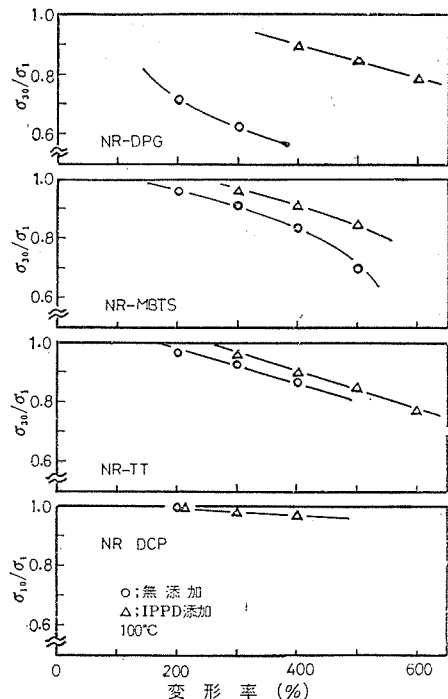 1.0
0.8
0.6
σ30/σ1
NR-DPG
1.0
0.8
0.6
σ30/σ1
NR-MBTS
1.0
0.8
0.6
σ30/σ1
NR-TT
1.0
0.8
0.6
σ10/σ1
NR DCP
○;無添加
△;IPPD添加
100℃
0 200 400 600
変形率 (%)